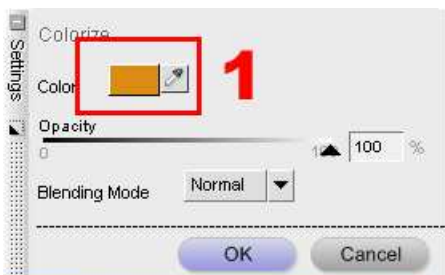 Settings
Colorize
Color
1
Opacity
0
100 %
Blending Mode Normal
OK Cancel